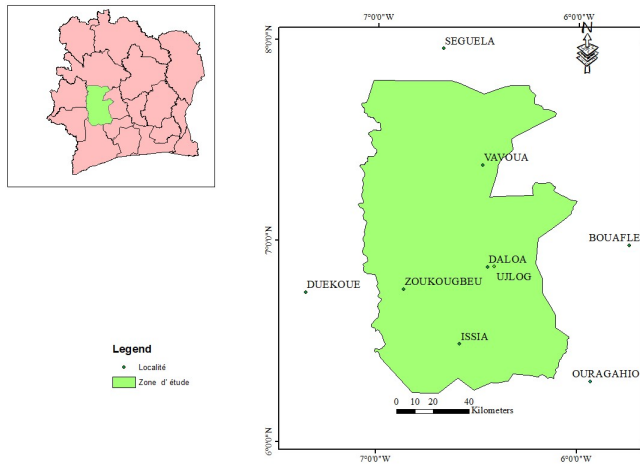 7°0'0"W
6°0'0"W
N
8°0'0"N
SEGUELA
VAVOUA
7°0'0"N
BOUAFLE
DALOA
UJLOG
DUEKOUE
ZOUKOUGBEU
ISSIA
OURAGAHIO
Legend
Localité
Zone d' étude
0 10 20 40
Kilometers
6°0'0"N
7°0'0"W
6°0'0"W